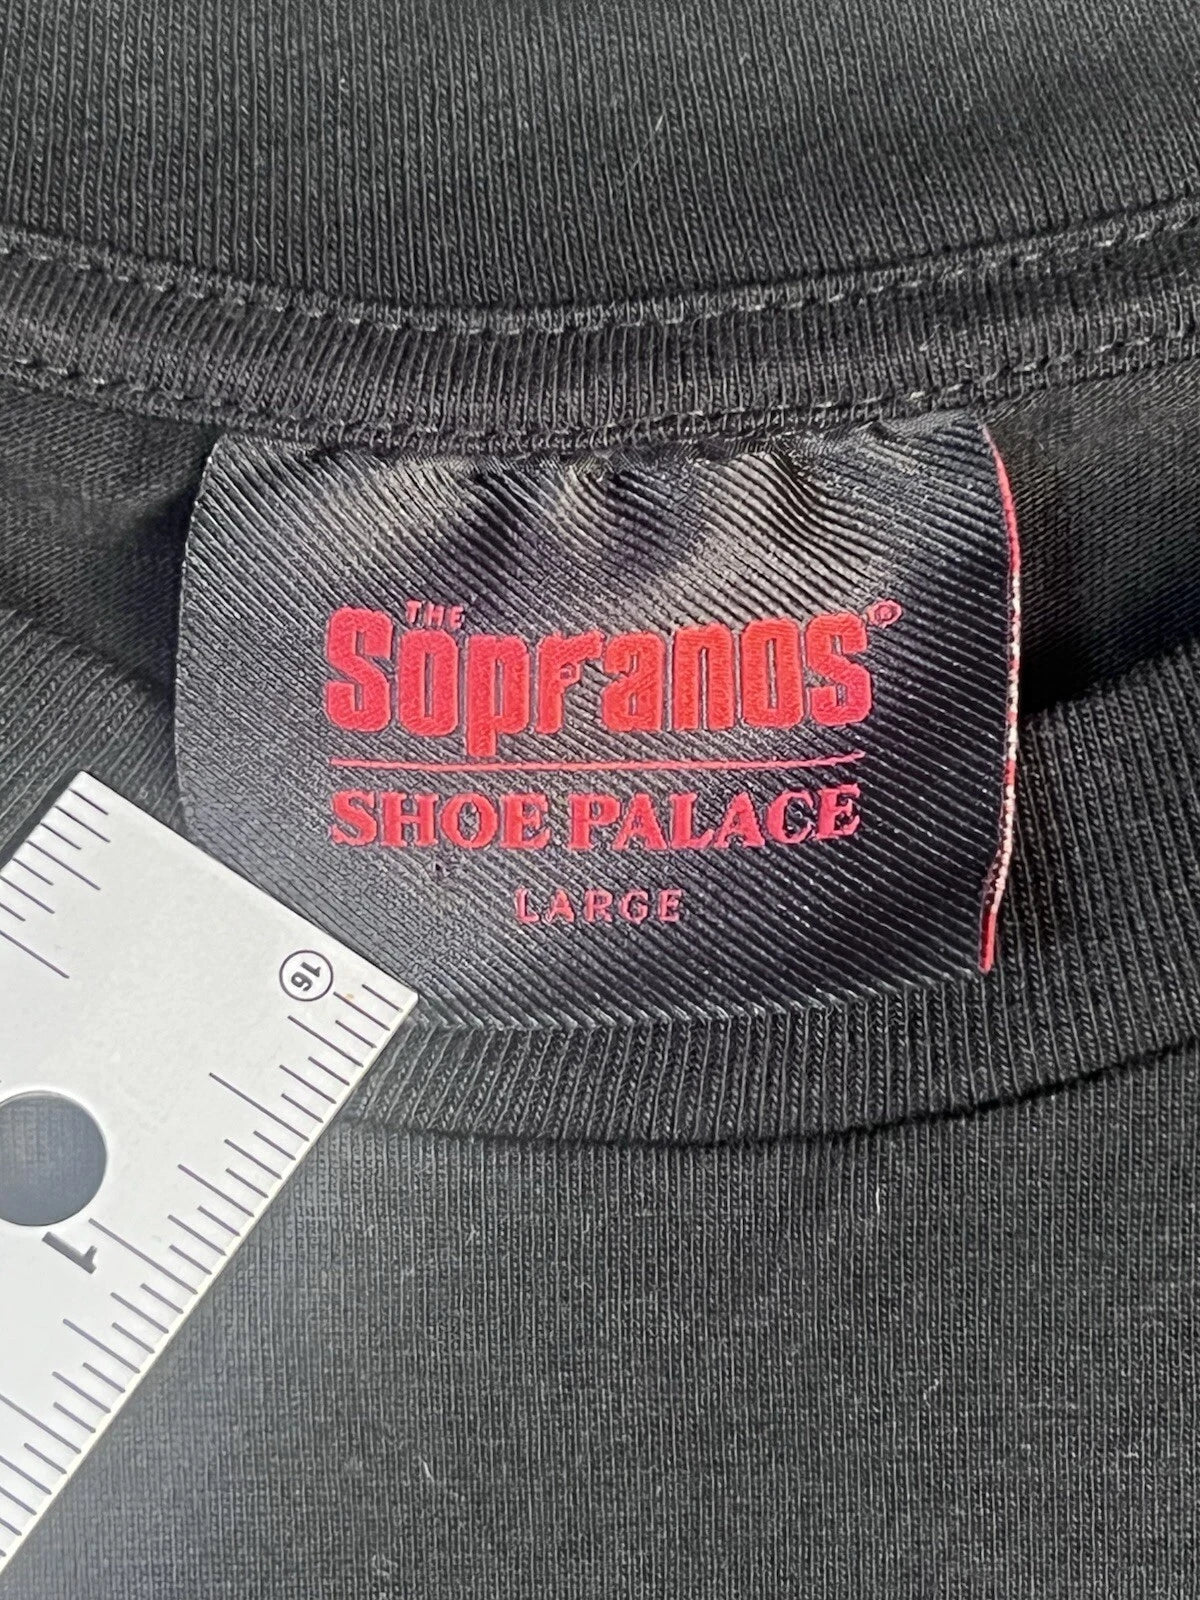 THE
Sopranos®
SHOE PALACE
LARGE
16
1